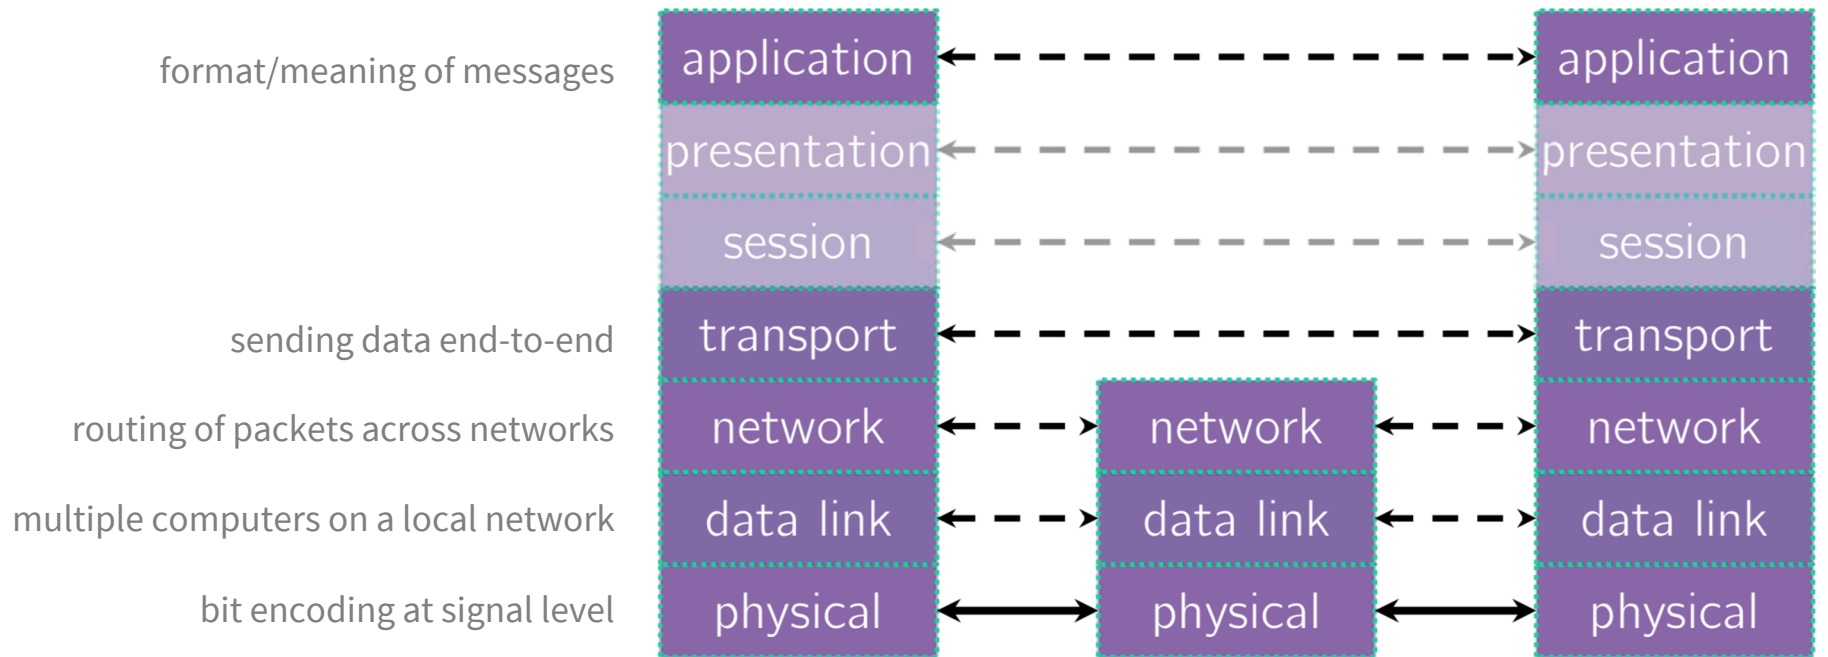 format/meaning of messages application application
presentation presentation
session session
sending data end-to-end transport transport
routing of packets across networks network network network
multiple computers on a local network data link data link data link
bit encoding at signal level physical physical physical